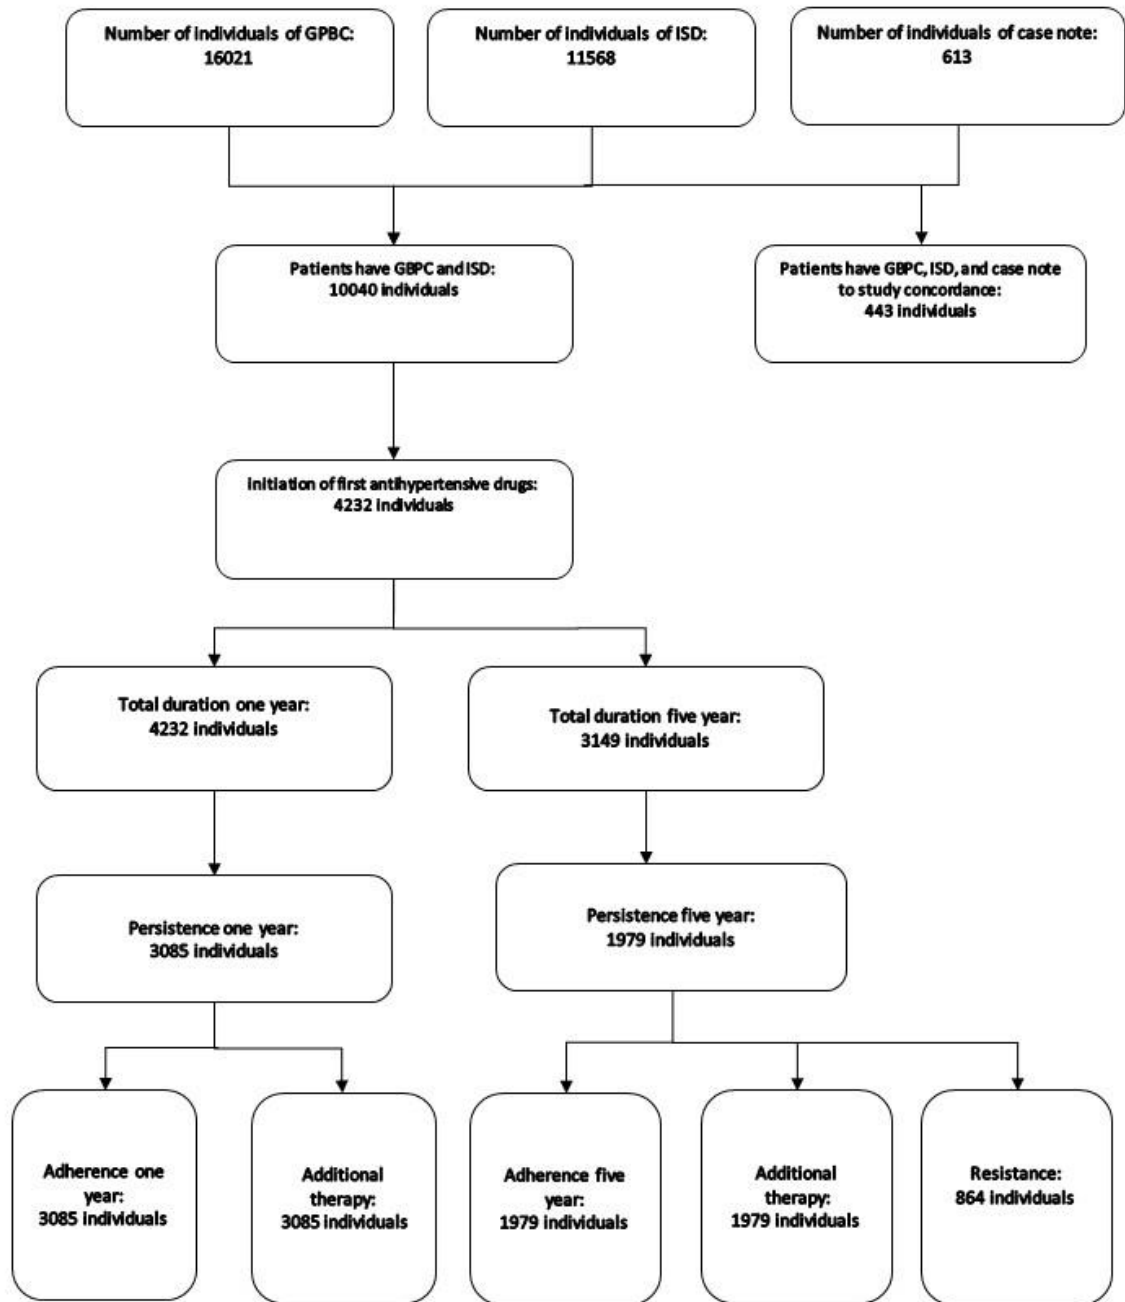 Number of individuals of GPBC:
16021
Number of individuals of ISD:
11568
Number of individuals of case note:
613
Patients have GBPC and ISD:
10040 individuals
Patients have GBPC, ISD, and case note
to study concordance:
443 individuals
initiation of first antihypertensive drugs:
4232 individuals
Total duration one year:
4232 individuals
Total duration five year:
3149 individuals
Persistence one year:
3085 individuals
Persistence five year:
1979 individuals
Adherence one
year:
3085 individuals
Additional
therapy:
3085 individuals
Adherence five
year:
1979 individuals
Additional
therapy:
1979 individuals
Resistance:
864 individuals